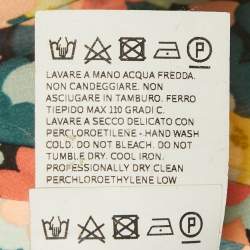 P
LAVARE A MANO ACQUA FREDDA.
NON CANDEGGIARE. NON
ASCIUGARE IN TAMBURO. FERRO
TIEPIDO MAX 110 GRADI C.
LAVARE A SECCO DELICATO CON
PERCLOROETILENE - HAND WASH
COLD. DO NOT BLEACH. DO NOT
TUMBLE DRY. COOL IRON.
PROFESSIONALLY DRY CLEAN
PERCHLOROETHYLENE LOW
P